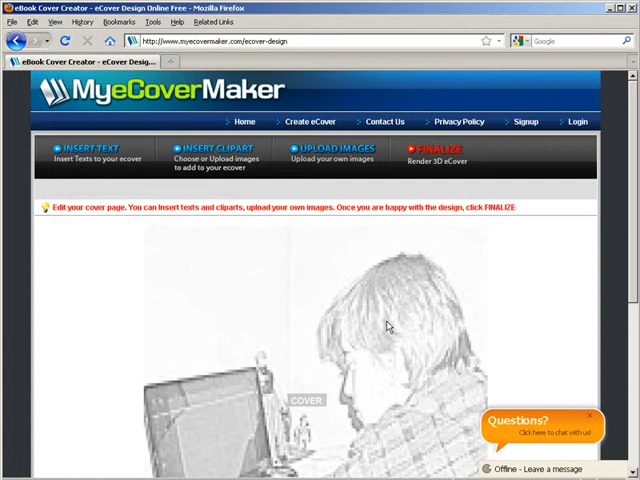 eBook Cover Creator - eCover Design Online Free - Mozilla Firefox
File Edit View History Bookmarks Tools Help Related Links
http://www.myecovermaker.com/ecover-design
Google
eBook Cover Creator - eCover Desig...
MyeCoverMaker
Home Create eCover Contact Us Privacy Policy Signup Login
INSERT TEXT INSERT CLIPART UPLOAD IMAGES FINALIZE
Insert Texts to your ecover Choose or Upload images Upload your own images Render 3D eCover
to add to your ecover
Edit your cover page. You can Insert texts and cliparts, upload your own images. Once you are happy with the design, click FINALIZE
COVER
Questions?
Click here to chat with us!
Offline - Leave a message